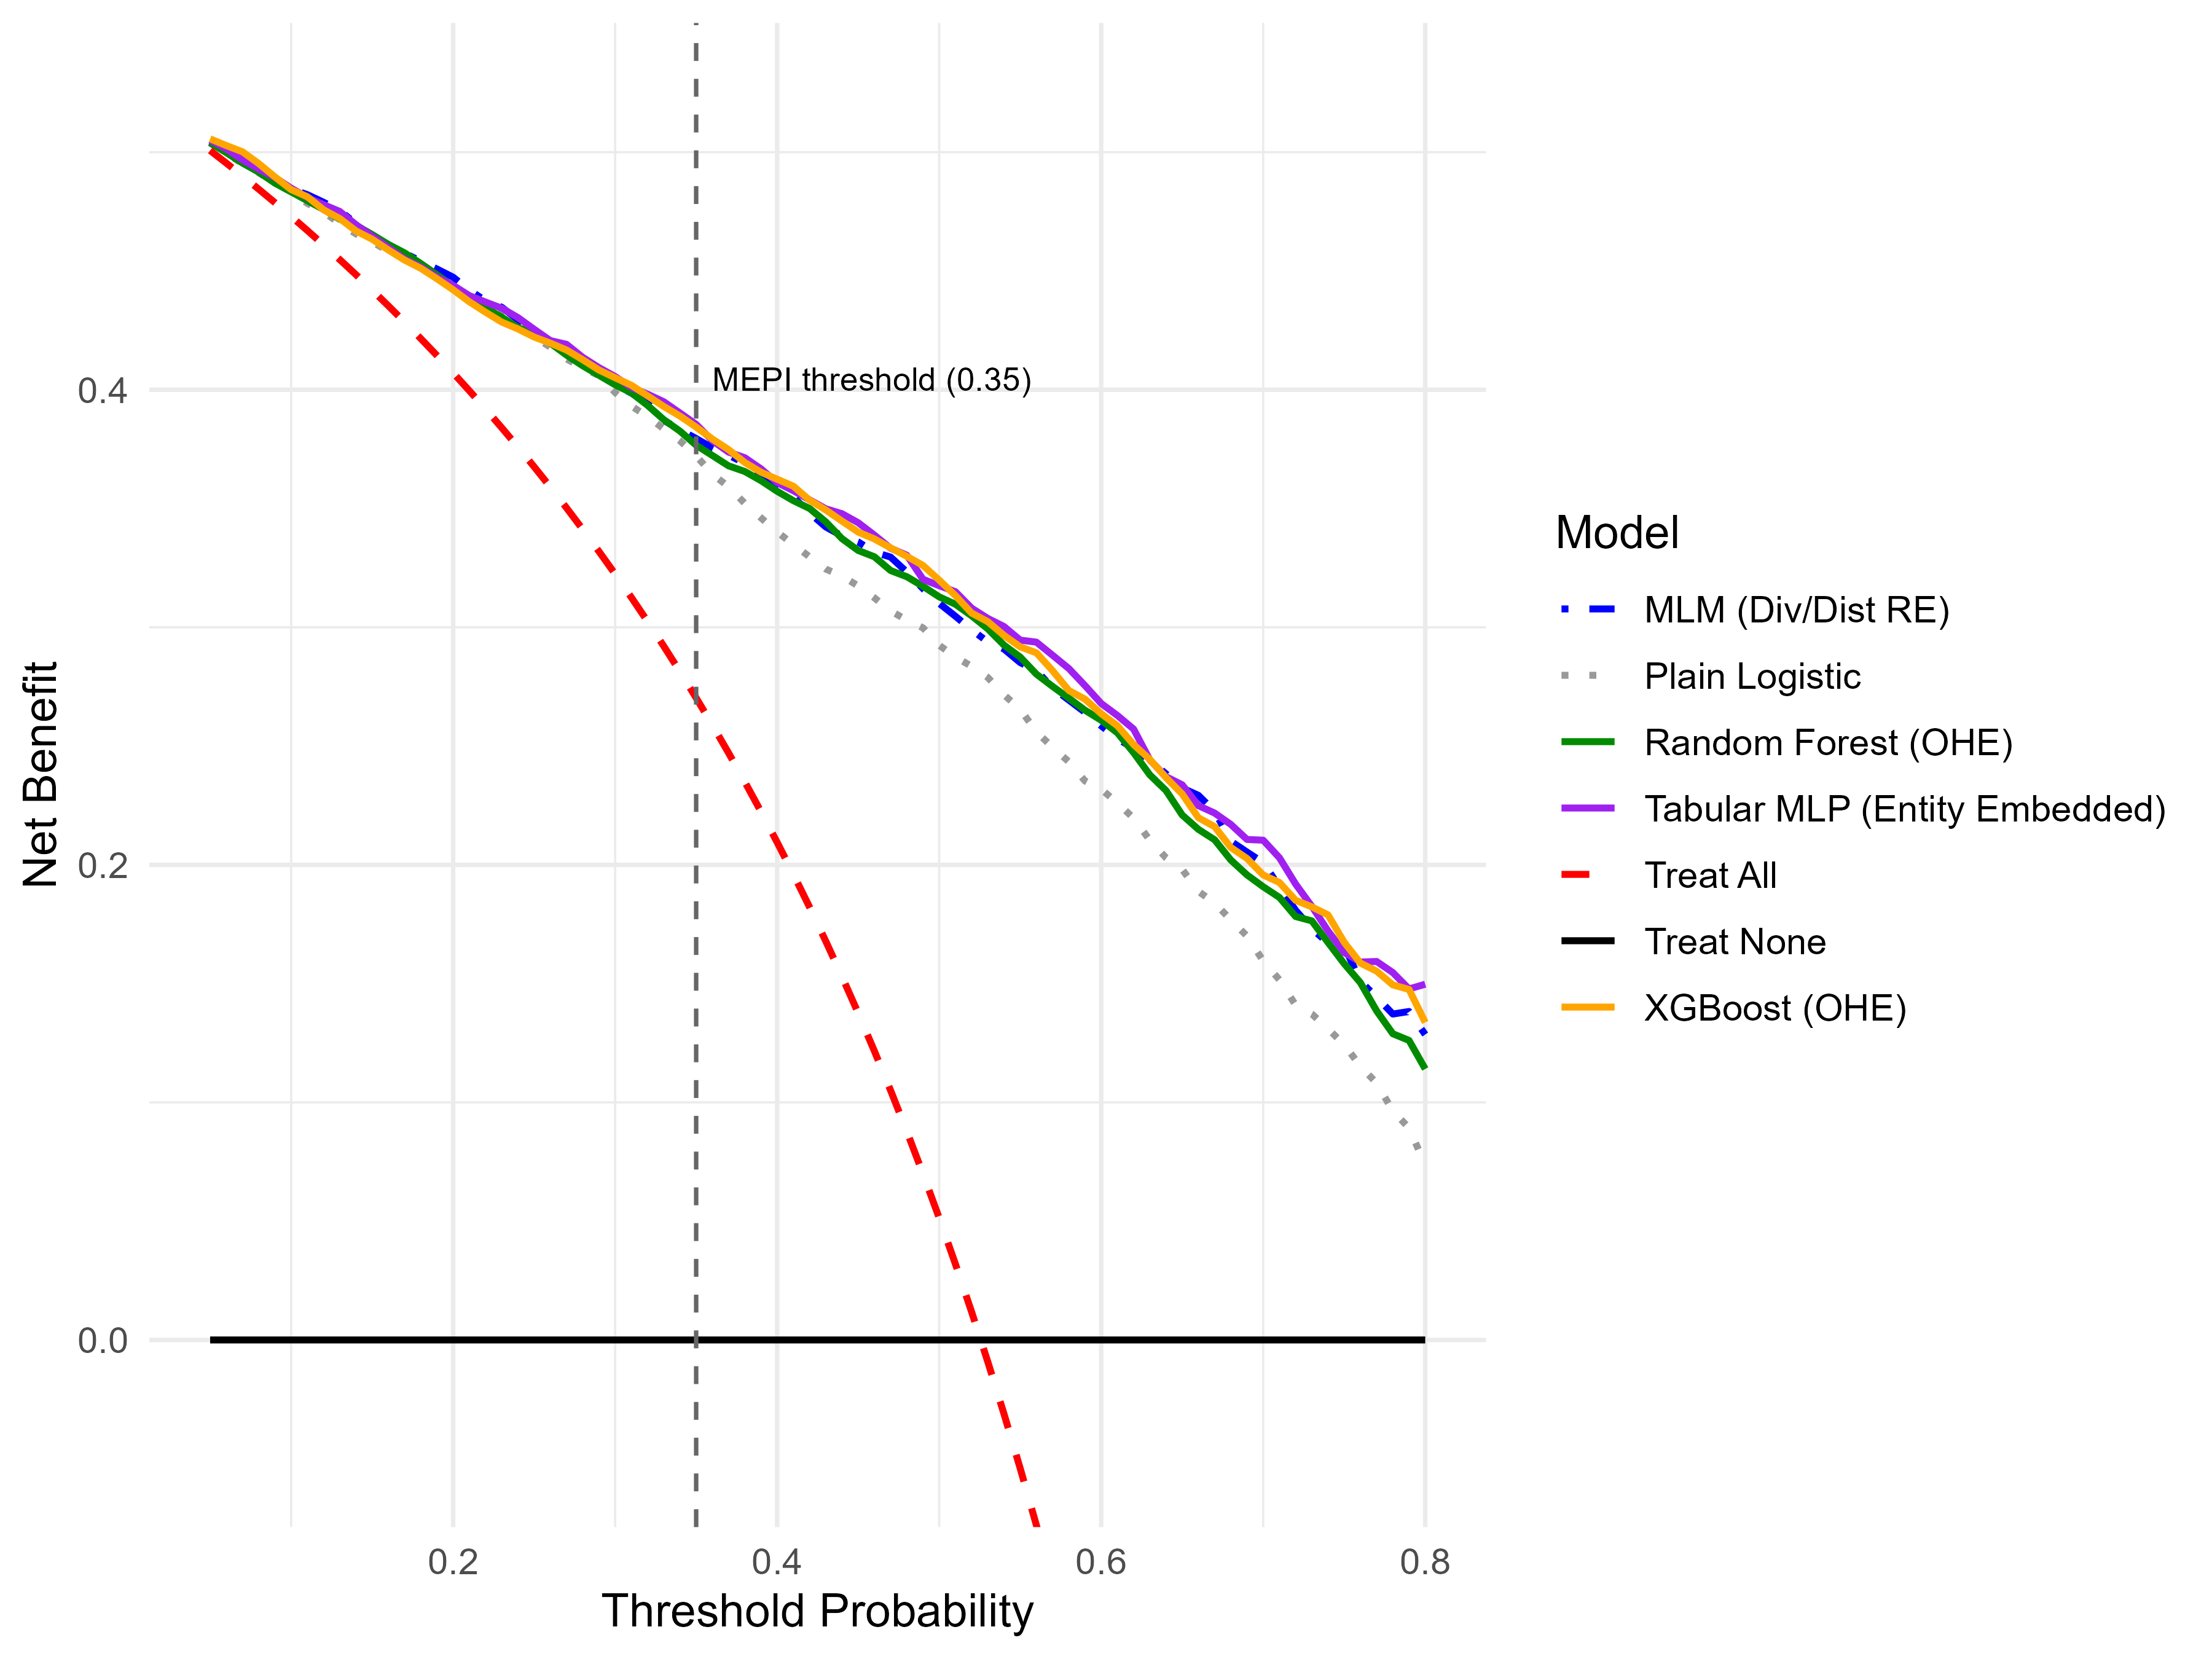 MEPI threshold (0.35)
Net Benefit
0.4
0.2
0.0
0.2
0.4
0.6
0.8
Threshold Probability
Model
MLM (Div/Dist RE)
Plain Logistic
Random Forest (OHE)
Tabular MLP (Entity Embedded)
Treat All
Treat None
XGBoost (OHE)